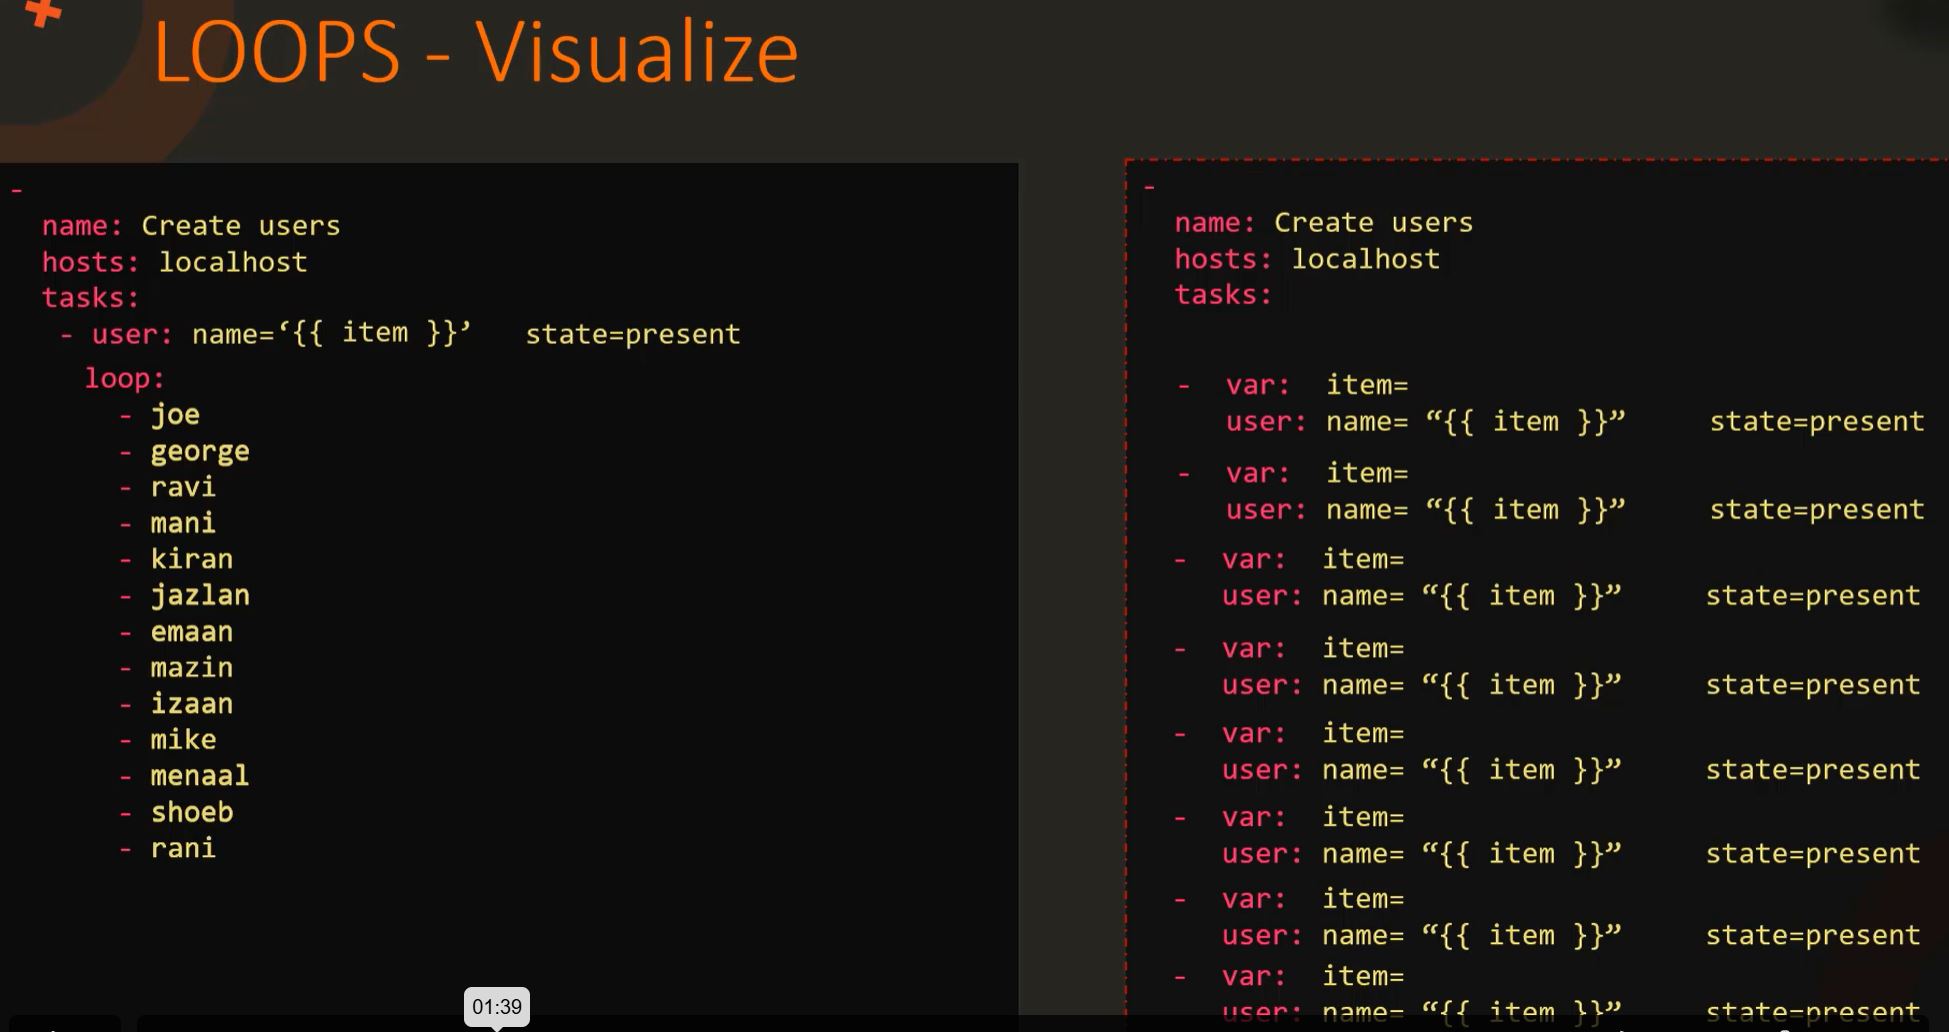 LOOPS - Visualize
-
name: Create users
hosts: localhost
tasks:
- user: name=‘{{ item }}’ state=present
loop:
- joe
- george
- ravi
- mani
- kiran
- jazlan
- emaan
- mazin
- izaan
- mike
- menaal
- shoeb
- rani
-
name: Create users
hosts: localhost
tasks:
- var: item=
user: name= “{{ item }}” state=present
- var: item=
user: name= “{{ item }}” state=present
- var: item=
user: name= “{{ item }}” state=present
- var: item=
user: name= “{{ item }}” state=present
- var: item=
user: name= “{{ item }}” state=present
- var: item=
user: name= “{{ item }}” state=present
- var: item=
user: name= “{{ item }}” state=present
- var: item=
user: name= “{{ item }}” state=present
01:39